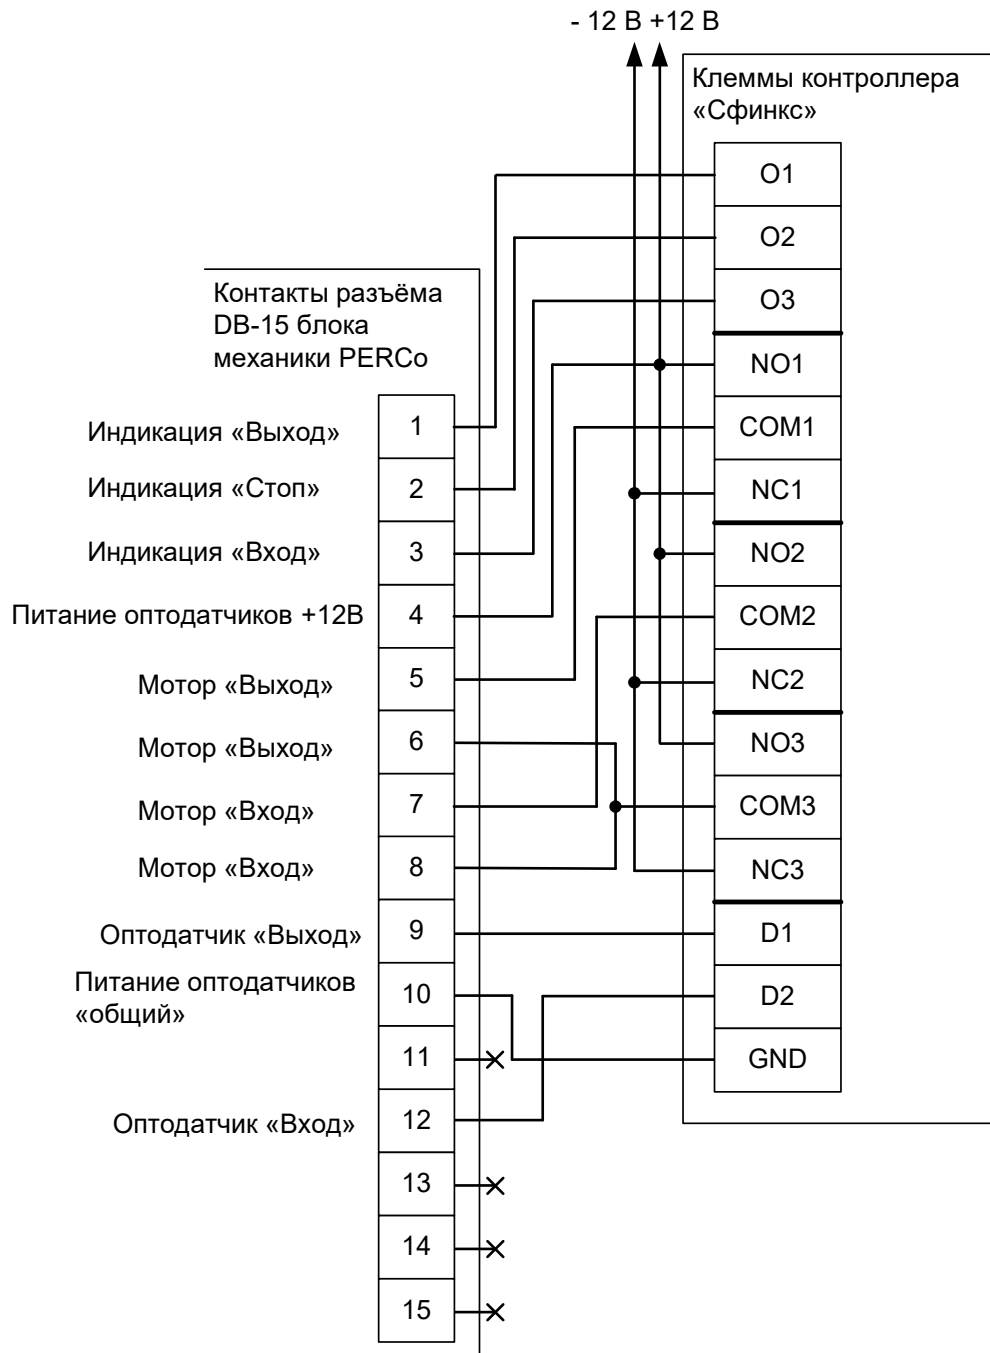 - 12 В +12 В
Клеммы контроллера
«Сфинкс»
O1
O2
O3
NO1
COM1
NC1
NO2
COM2
NC2
NO3
COM3
NC3
D1
D2
GND
Контакты разъёма
DB-15 блока
механики PERCo
Индикация «Выход» 1
Индикация «Стоп» 2
Индикация «Вход» 3
Питание оптодатчиков +12В 4
Мотор «Выход» 5
Мотор «Выход» 6
Мотор «Вход» 7
Мотор «Вход» 8
Оптодатчик «Выход» 9
Питание оптодатчиков
«общий»
10
11
Оптодатчик «Вход» 12
13
14
15